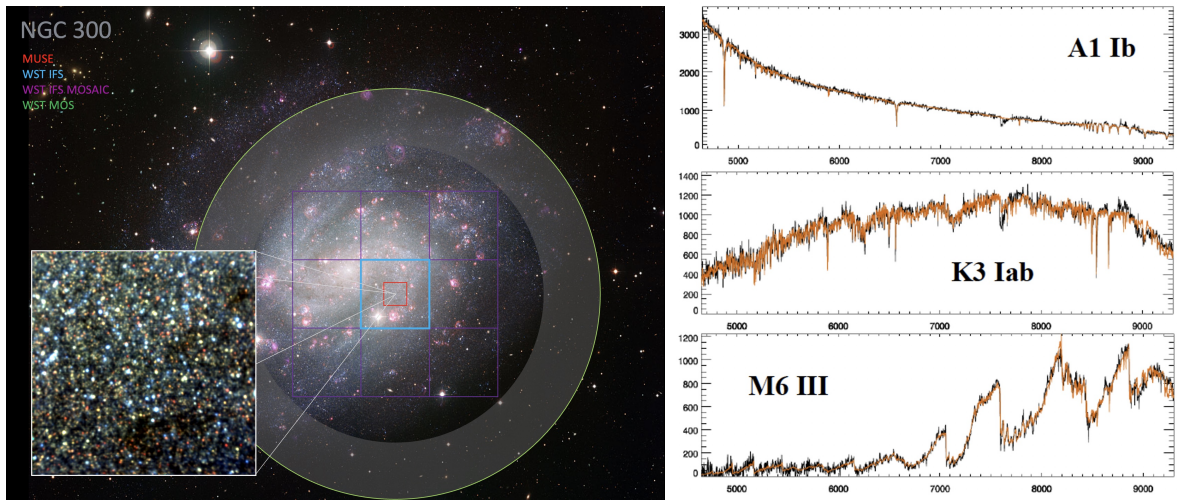 NGC 300
MUSE
WST IFS
WST IFS MOSAIC
WST MOS
A1 Ib
3000
2000
1000
0
5000 6000 7000 8000 9000
K3 Iab
1400
1200
1000
800
600
400
200
0
5000 6000 7000 8000 9000
M6 III
1200
1000
800
600
400
200
0
5000 6000 7000 8000 9000